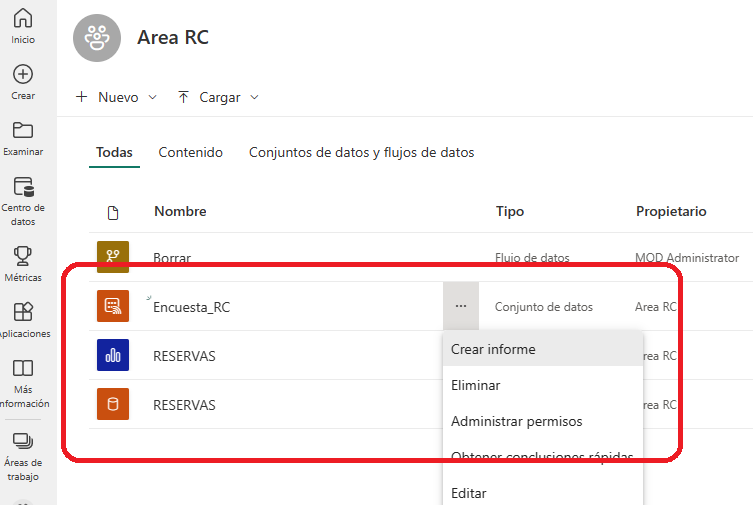 Inicio
Crear
Examinar
Centro de
datos
Métricas
Aplicaciones
Más
información
Áreas de
trabajo
Area RC
Nuevo
Cargar
Todas
Contenido
Conjuntos de datos y flujos de datos
Nombre
Tipo
Propietario
Borrar
Flujo de datos
MOD Administrator
Encuesta_RC
...
Conjunto de datos
Area RC
RESERVAS
Area RC
RESERVAS
Area RC
Crear informe
Eliminar
Administrar permisos
Obtener conclusiones rápidas
Editar